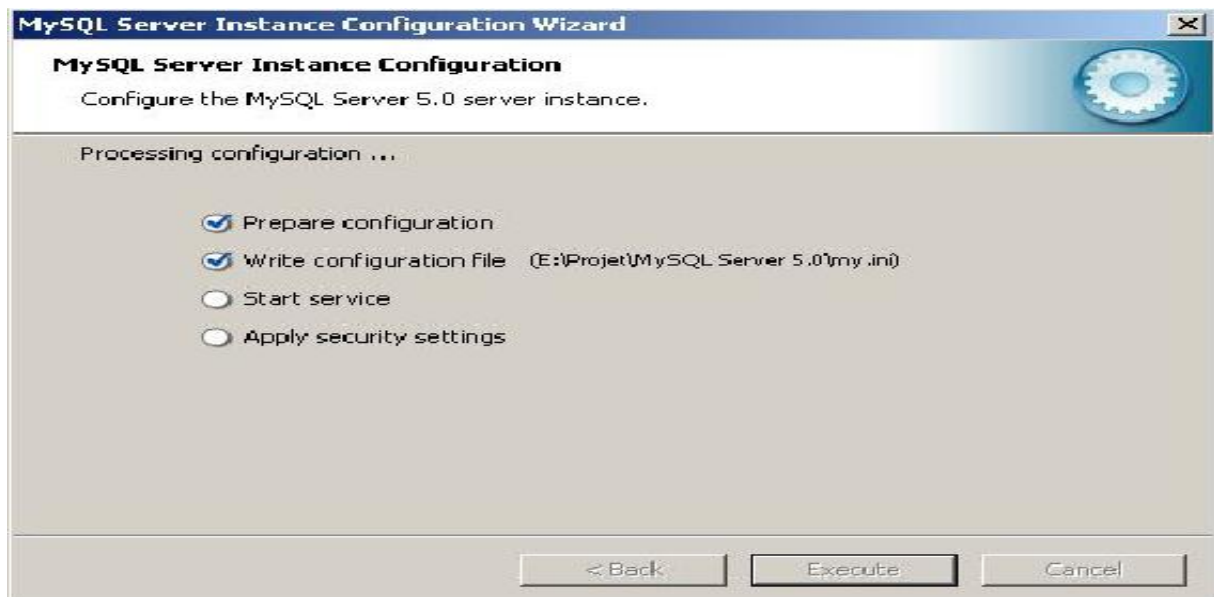 MySQL Server Instance Configuration Wizard
MySQL Server Instance Configuration
Configure the MySQL Server 5.0 server instance.
Processing configuration ...
Prepare configuration
Write configuration file (E:\Projet\MySQL Server 5.0\my.ini)
Start service
Apply security settings
< Back Execute Cancel